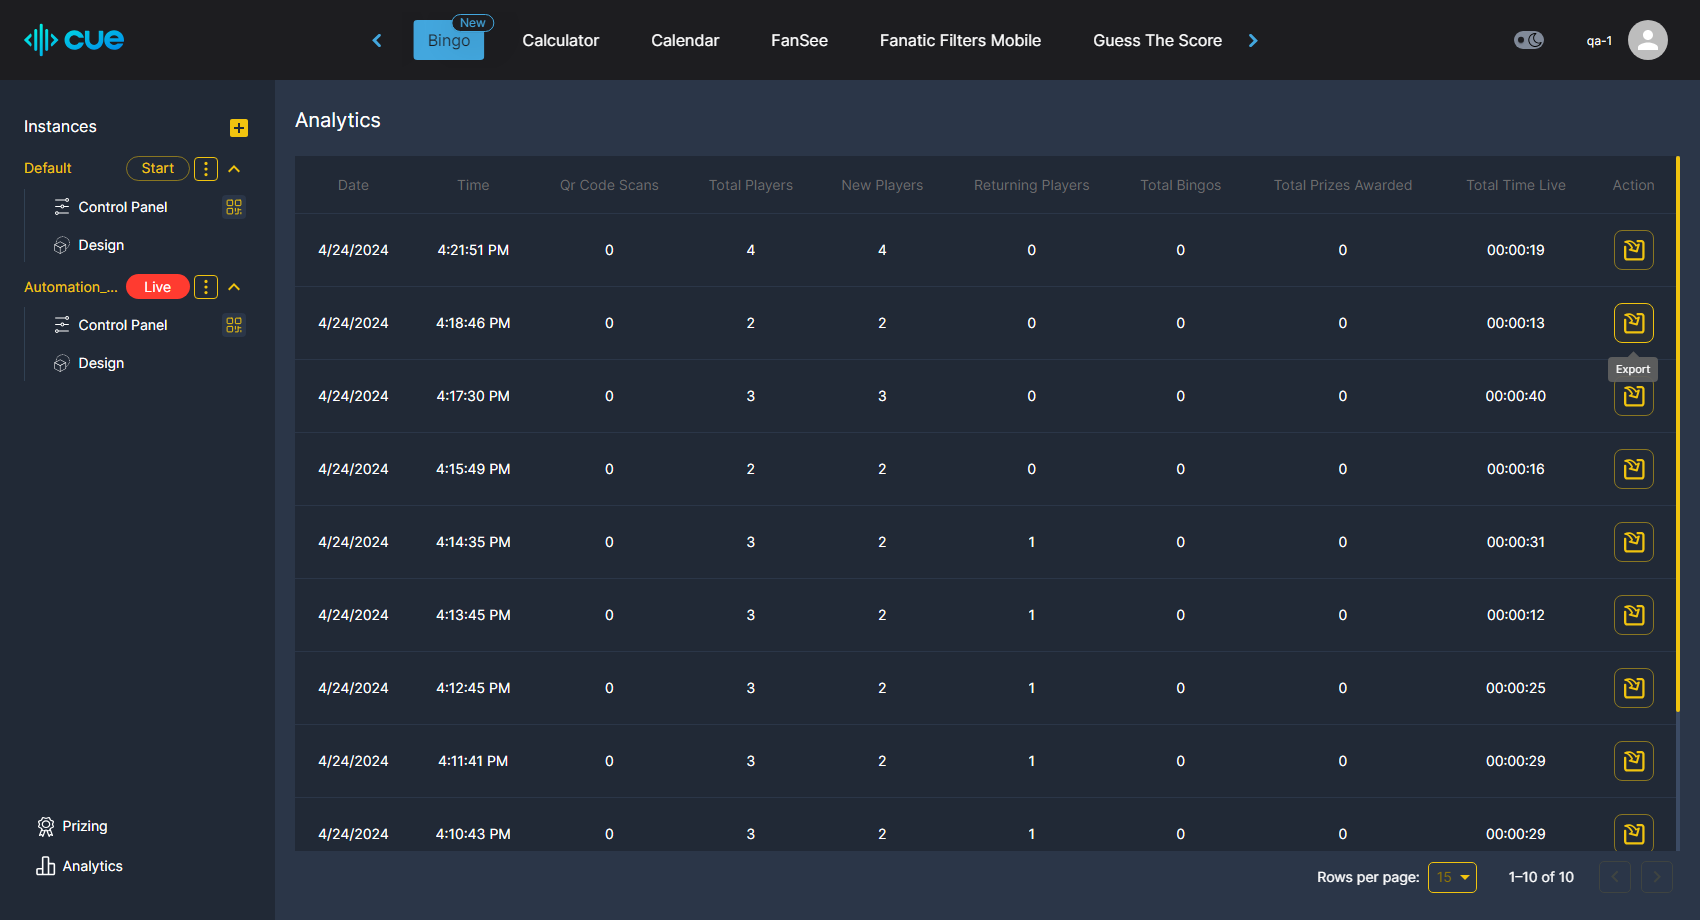 cue
Bingo
New
Calculator
Calendar
FanSee
Fanatic Filters Mobile
Guess The Score
qa-1
Instances
Default
Start
Control Panel
Design
Automation_...
Live
Control Panel
Design
Prizing
Analytics
Analytics
Date Time Qr Code Scans Total Players New Players Returning Players Total Bingos Total Prizes Awarded Total Time Live Action
4/24/2024 4:21:51 PM 0 4 4 0 0 0 00:00:19
4/24/2024 4:18:46 PM 0 2 2 0 0 0 00:00:13
Export
4/24/2024 4:17:30 PM 0 3 3 0 0 0 00:00:40
4/24/2024 4:15:49 PM 0 2 2 0 0 0 00:00:16
4/24/2024 4:14:35 PM 0 3 2 1 0 0 00:00:31
4/24/2024 4:13:45 PM 0 3 2 1 0 0 00:00:12
4/24/2024 4:12:45 PM 0 3 2 1 0 0 00:00:25
4/24/2024 4:11:41 PM 0 3 2 1 0 0 00:00:29
4/24/2024 4:10:43 PM 0 3 2 1 0 0 00:00:29
Rows per page: 15 1–10 of 10